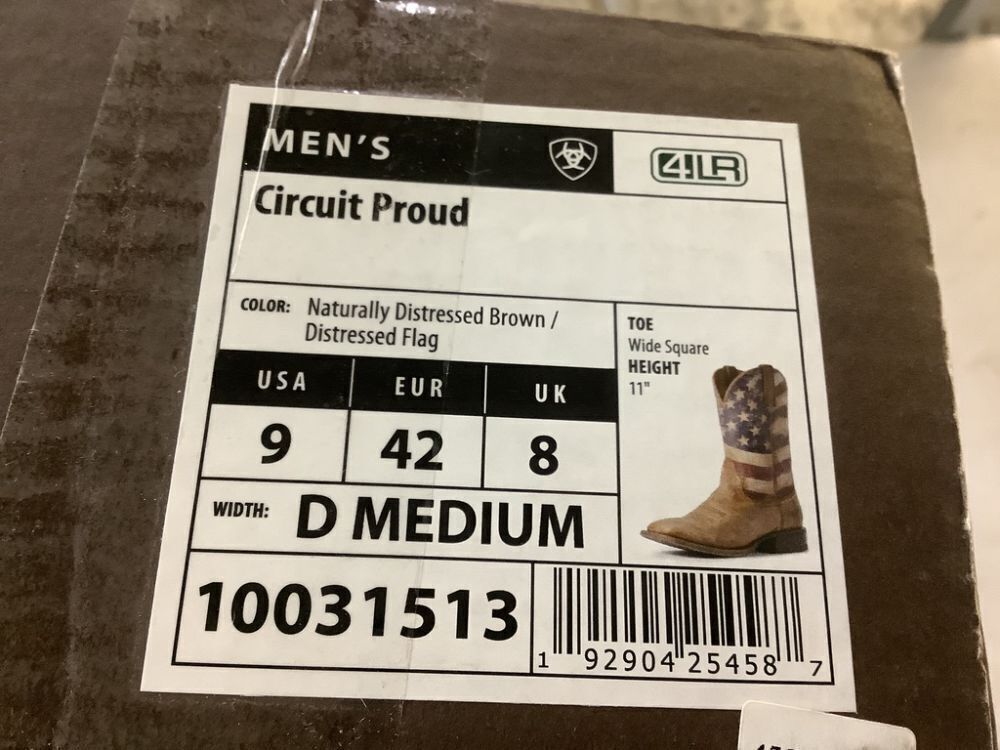 MEN'S
4LR
Circuit Proud
COLOR: Naturally Distressed Brown /
Distressed Flag
TOE
Wide Square
HEIGHT
11"
USA EUR UK
9 42 8
WIDTH: D MEDIUM
10031513
1 92904 25458 7